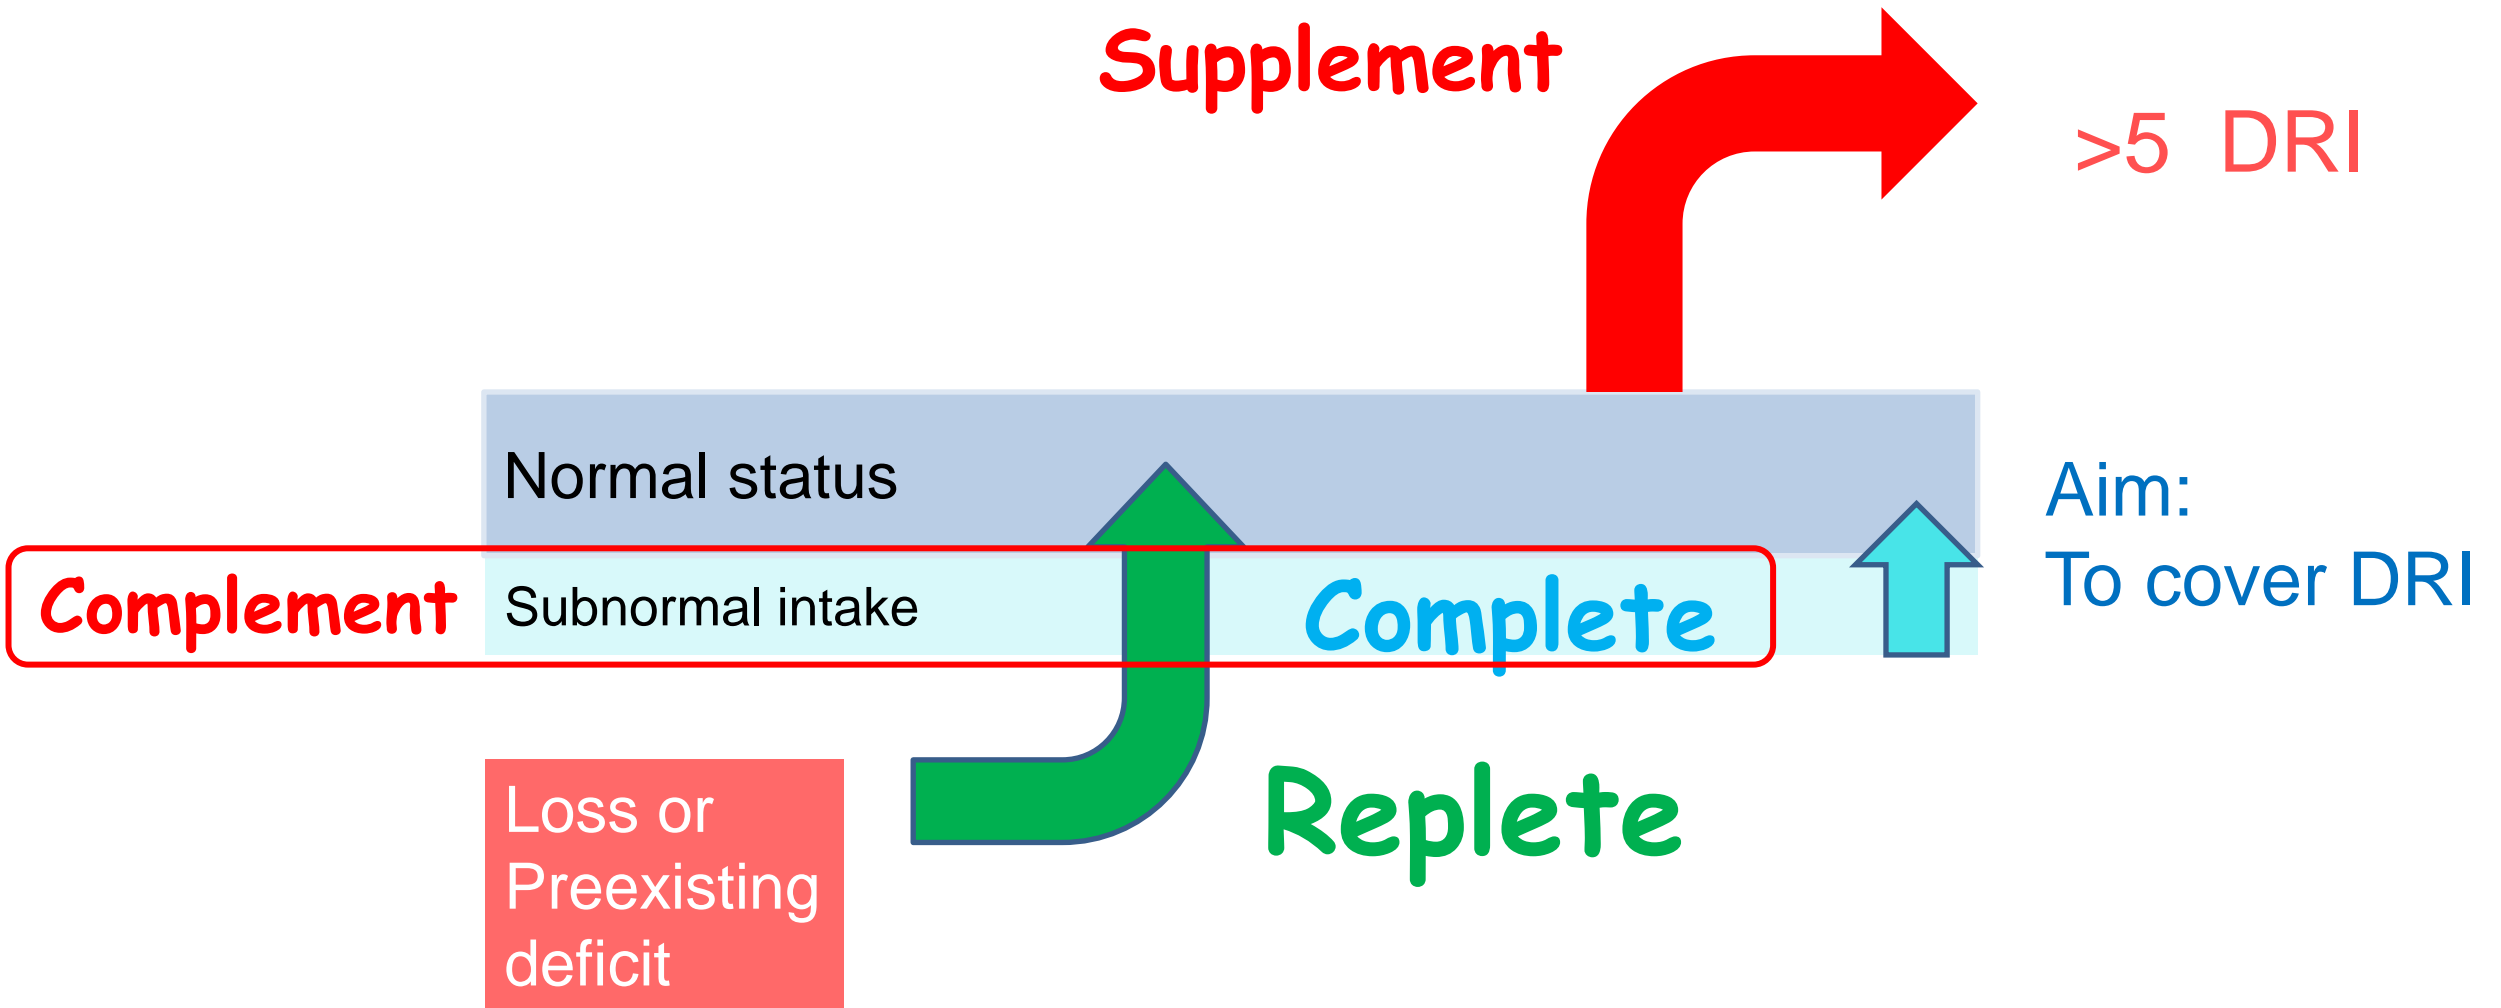 Supplement
>5 DRI
Normal status
Aim:
To cover DRI
Complement
Subnormal intake
Complete
Loss or
Preexisting
deficit
Replete